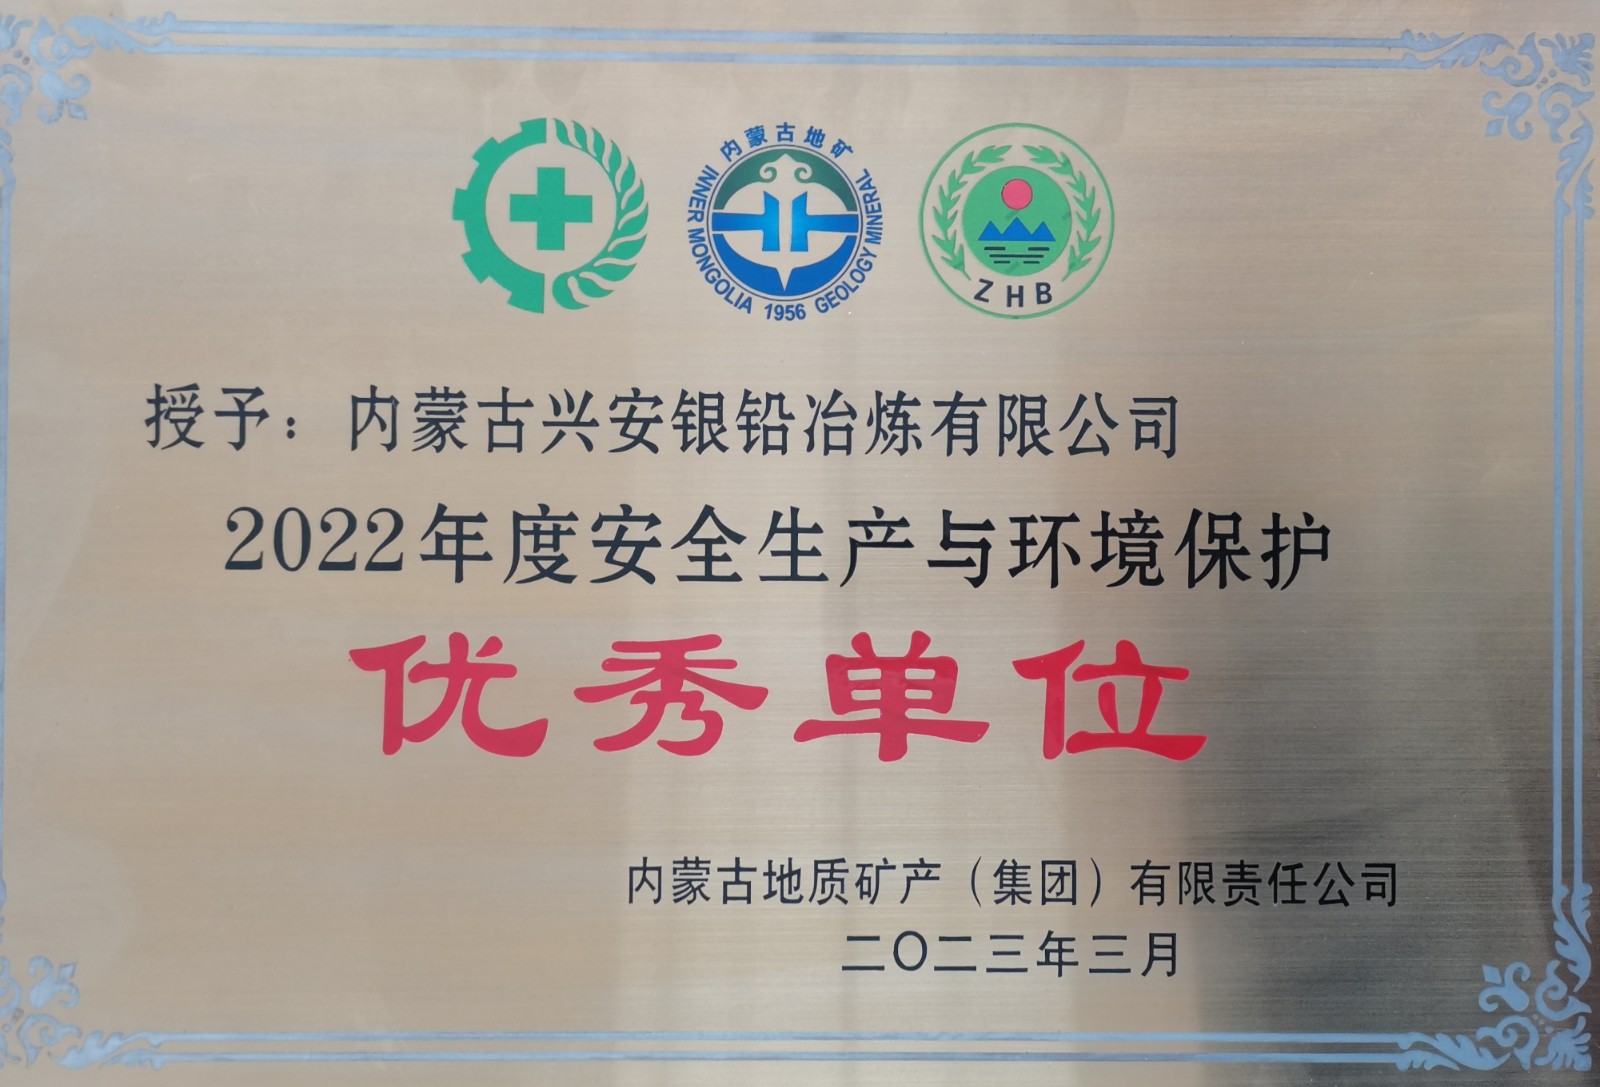 内蒙古地矿
INNER MONGOLIA 1956 GEOLOGY MINERAL
ZHB
授予：内蒙古兴安银铅冶炼有限公司
2022年度安全生产与环境保护
优秀单位
内蒙古地质矿产（集团）有限责任公司
二〇二三年三月